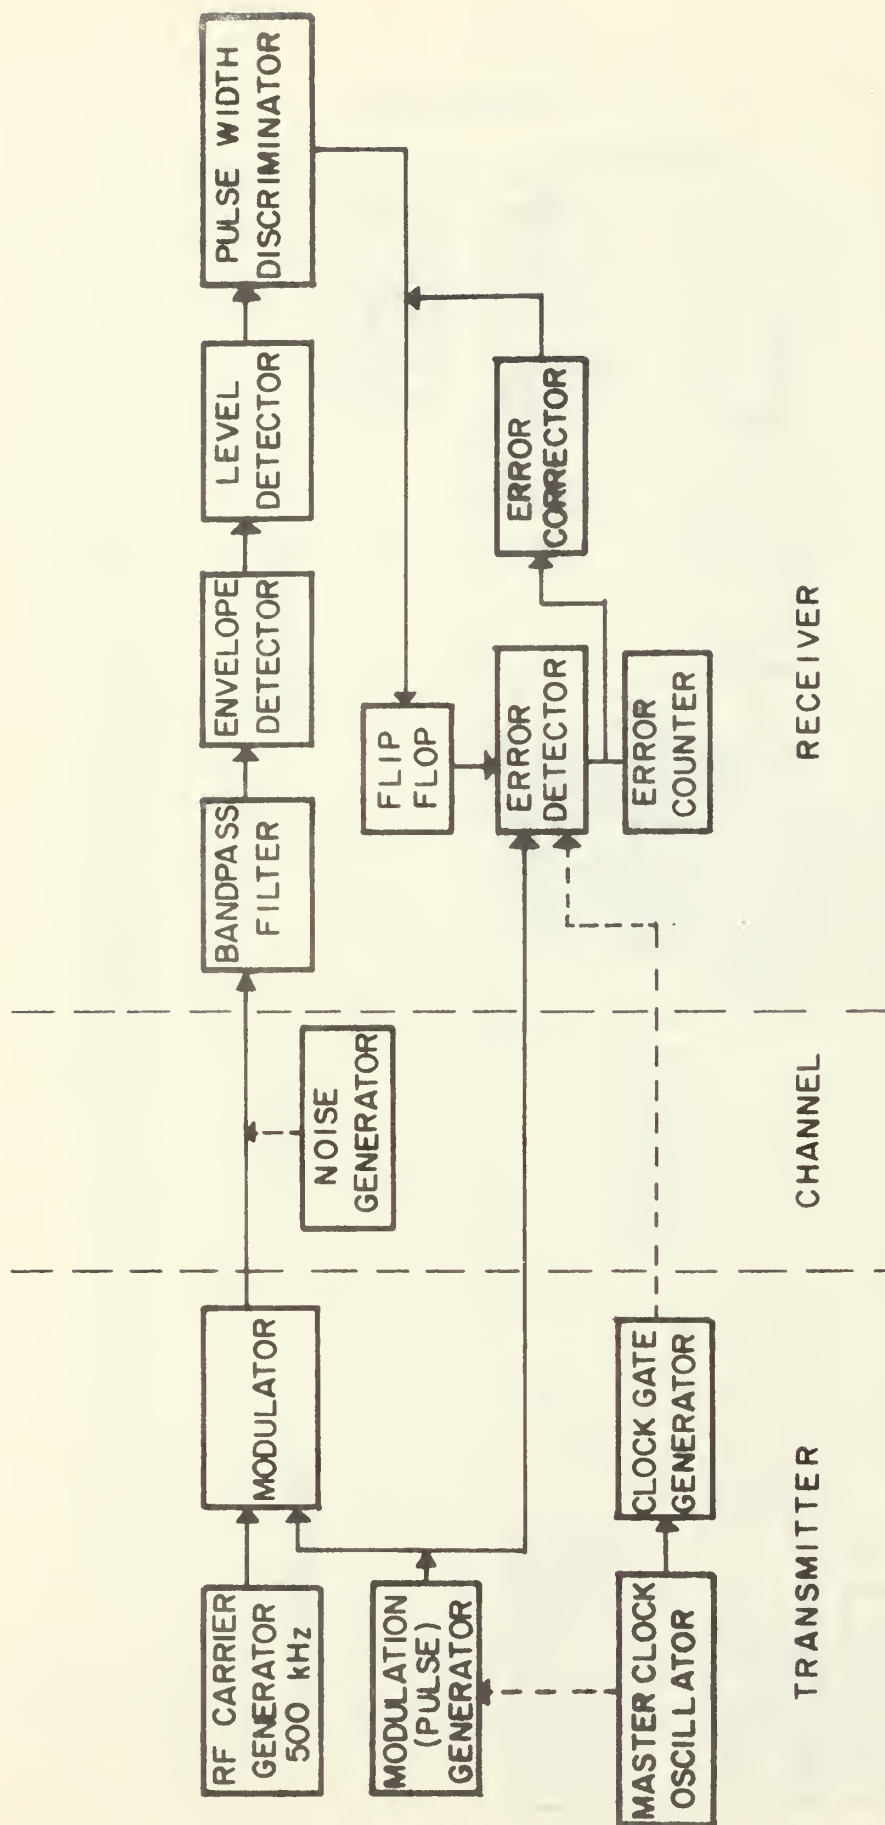 RF CARRIER
GENERATOR
500 kHz
MODULATOR
BANDPASS
FILTER
ENVELOPE
DETECTOR
LEVEL
DETECTOR
PULSE WIDTH
DISCRIMINATOR
NOISE
GENERATOR
MODULATION
(PULSE)
GENERATOR
FLIP
FLOP
ERROR
DETECTOR
ERROR
CORRECTOR
MASTER CLOCK
OSCILLATOR
CLOCK GATE
GENERATOR
ERROR
COUNTER
TRANSMITTER
CHANNEL
RECEIVER